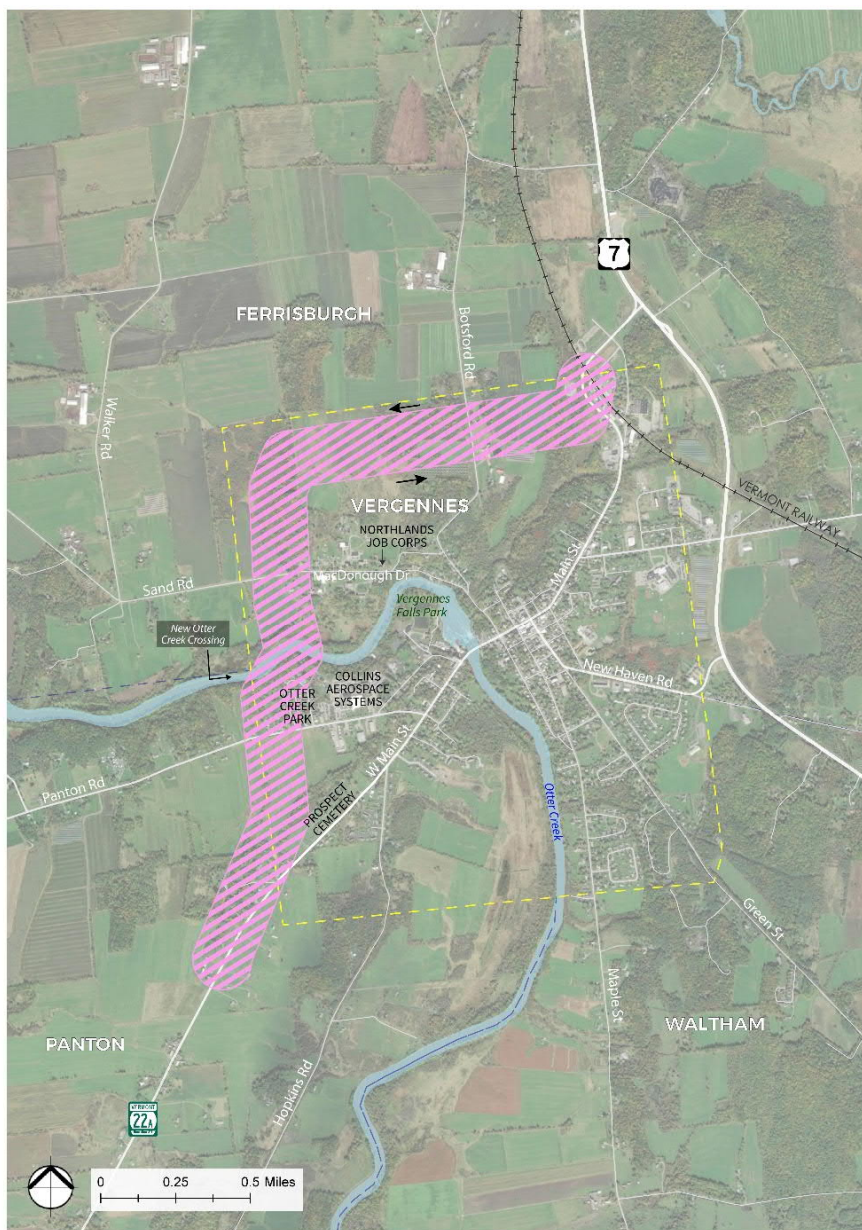 7
FERRISBURGH
Botsford Rd
Walker Rd
VERGENNES
NORTHLANDS
JOB CORPS
VERMONT RAILWAY
Sand Rd
MacDonough Dr
Main St
Vergennes
Falls Park
New Otter
Creek Crossing
New Haven Rd
COLLINS
AEROSPACE
SYSTEMS
OTTER
CREEK
PARK
W Main St
Panton Rd
PROSPECT
CEMETERY
Otter Creek
Green St
Maple St
WALTHAM
PANTON
Hopkins Rd
VERMONT
22A
0 0.25 0.5 Miles